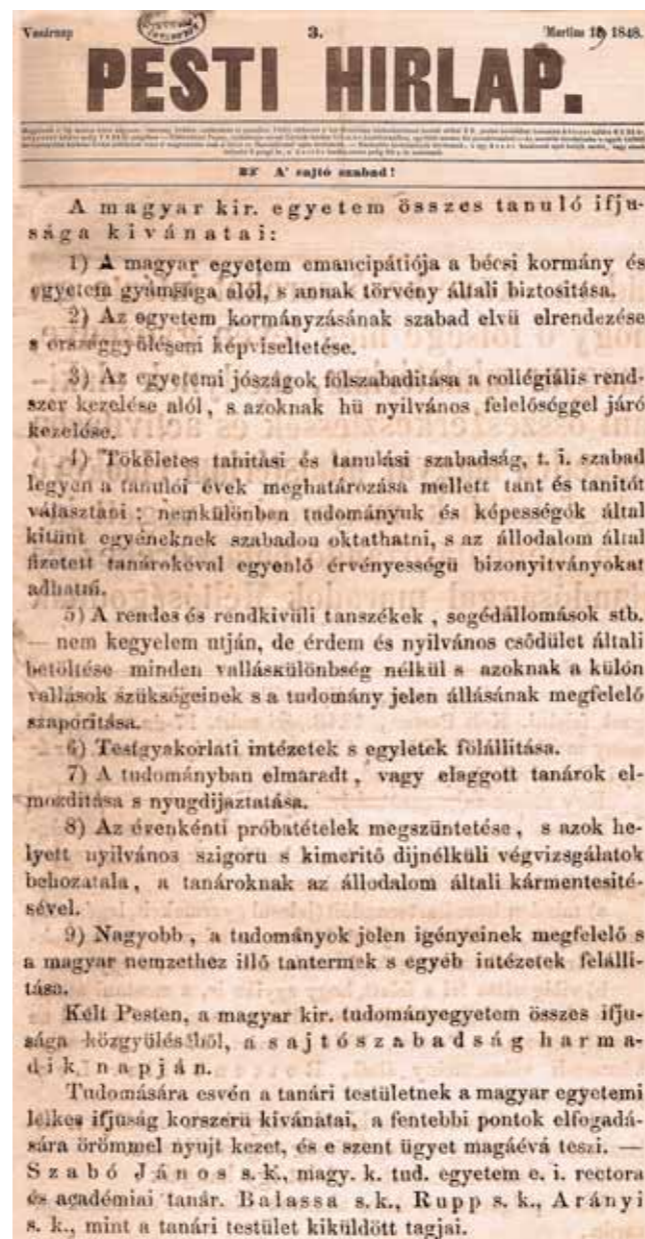 Vasárnap
3.
Martius 19 1848.
PESTI HIRLAP.
A' sajtó szabad!
A magyar kir. egyetem összes tanuló ifju-
sága kivánatai:
1) A magyar egyetem emancipátiója a bécsi kormány és
egyetem gyámsága alól, s annak törvény általi biztositása.
2) Az egyetem kormányzásának szabad elvü elrendezése
s országgyűléseni képviseltetése.
3) Az egyetemi jószágok fölszabaditása a collégiális rend-
szer kezelése alól, s azoknak hü nyilvános felelőséggel járó
kezelése.
4) Tökéletes tanitási és tanulási szabadság, t. i. szabad
legyen a tanulói évek meghatározása mellett tant és tanitót
választani; nemkülönben tudományuk és képességök által
kitünt egyéneknek szabadon oktathatni, s az állodalom által
fizetett tanárokéval egyenlő érvényességü bizonyitványokat
adhatni.
5) A rendes és rendkivüli tanszékek, segédállomások stb.
— nem kegyelem utján, de érdem és nyilvános csődület általi
betöltése minden valláskülönbség nélkül s azoknak a külön
vallások szükségeinek s a tudomány jelen állásának megfelelő
szaporitása.
6) Testgyakorlati intézetek s egyletek fölállitása.
7) A tudományban elmaradt, vagy elaggott tanárok el-
mozditása s nyugdijaztatása.
8) Az évenkénti próbatételek megszüntetése, s azok he-
lyett nyilvános szigoru s kimeritő dijnélküli végvizsgálatok
behozatala, a tanároknak az állodalom általi kármentesité-
sével.
9) Nagyobb, a tudományok jelen igényeinek megfelelő s
a magyar nemzethez illő tantermek s egyéb intézetek felálli-
tása.
Költ Pesten, a magyar kir. tudományegyetem összes ifju-
sága közgyüléséből, a sajtószabadság harma-
dik napján.
Tudomására esvén a tanári testületnek a magyar egyetemi
lelkes ifjuság korszerü kivánatai, a fentebbi pontok elfogadá-
sára örömmel nyujt kezet, és e szent ügyet magáévá teszi. —
Szabó János s. k., magy. k. tud. egyetem e. i. rectora
és académiai tanár. Balassa s. k., Rupp s. k., Arányi
s. k., mint a tanári testület kiküldött tagjai.